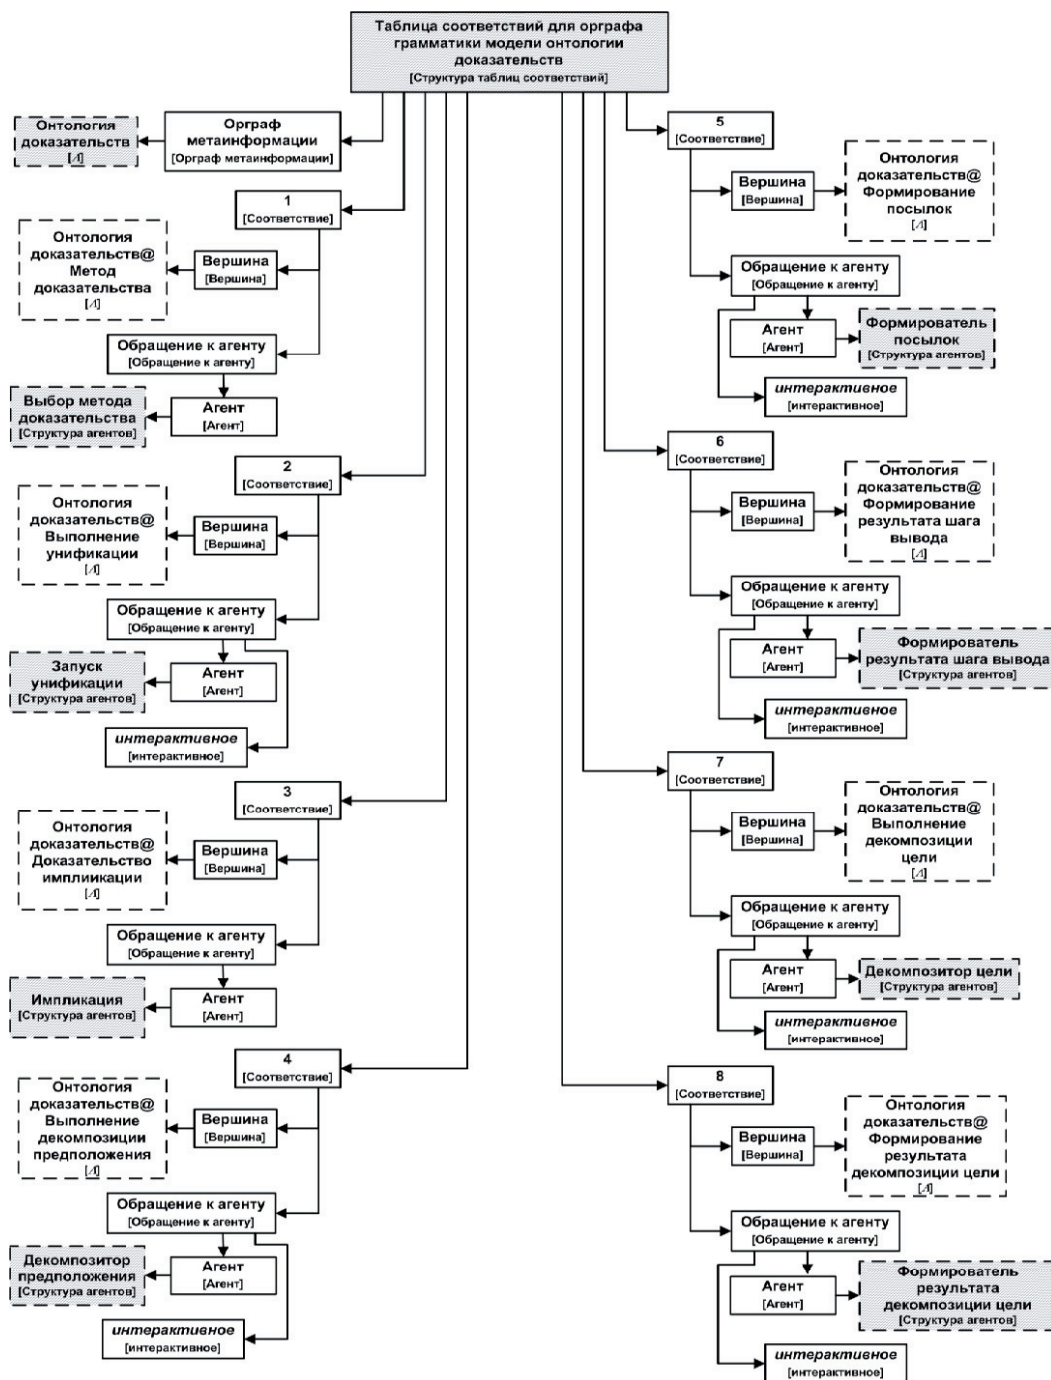 Таблица соответствий для орграфа
грамматики модели онтологии
доказательств
[Структура таблиц соответствий]
Онтология
доказательств
[Л]
Орграф
метаинформации
[Орграф метаинформации]
1
[Соответствие]
Онтология
доказательств@
Метод
доказательства
[Л]
Вершина
[Вершина]
Обращение к агенту
[Обращение к агенту]
Выбор метода
доказательства
[Структура агентов]
Агент
[Агент]
2
[Соответствие]
Онтология
доказательств@
Выполнение
унификации
[Л]
Вершина
[Вершина]
Обращение к агенту
[Обращение к агенту]
Запуск
унификации
[Структура агентов]
Агент
[Агент]
интерактивное
[интерактивное]
3
[Соответствие]
Онтология
доказательств@
Доказательство
имплиикации
[Л]
Вершина
[Вершина]
Обращение к агенту
[Обращение к агенту]
Импликация
[Структура агентов]
Агент
[Агент]
4
[Соответствие]
Онтология
доказательств@
Выполнение
декомпозиции
предположения
[Л]
Вершина
[Вершина]
Обращение к агенту
[Обращение к агенту]
Декомпозитор
предположения
[Структура агентов]
Агент
[Агент]
интерактивное
[интерактивное]
5
[Соответствие]
Вершина
[Вершина]
Онтология
доказательств@
Формирование
посылок
[Л]
Обращение к агенту
[Обращение к агенту]
Агент
[Агент]
Формирователь
посылок
[Структура агентов]
интерактивное
[интерактивное]
6
[Соответствие]
Вершина
[Вершина]
Онтология
доказательств@
Формирование
результата шага
вывода
[Л]
Обращение к агенту
[Обращение к агенту]
Агент
[Агент]
Формирователь
результата шага вывода
[Структура агентов]
интерактивное
[интерактивное]
7
[Соответствие]
Вершина
[Вершина]
Онтология
доказательств@
Выполнение
декомпозиции
цели
[Л]
Обращение к агенту
[Обращение к агенту]
Агент
[Агент]
Декомпозитор цели
[Структура агентов]
интерактивное
[интерактивное]
8
[Соответствие]
Вершина
[Вершина]
Онтология
доказательств@
Формирование
результата
декомпозиции цели
[Л]
Обращение к агенту
[Обращение к агенту]
Агент
[Агент]
Формирователь
результата
декомпозиции цели
[Структура агентов]
интерактивное
[интерактивное]